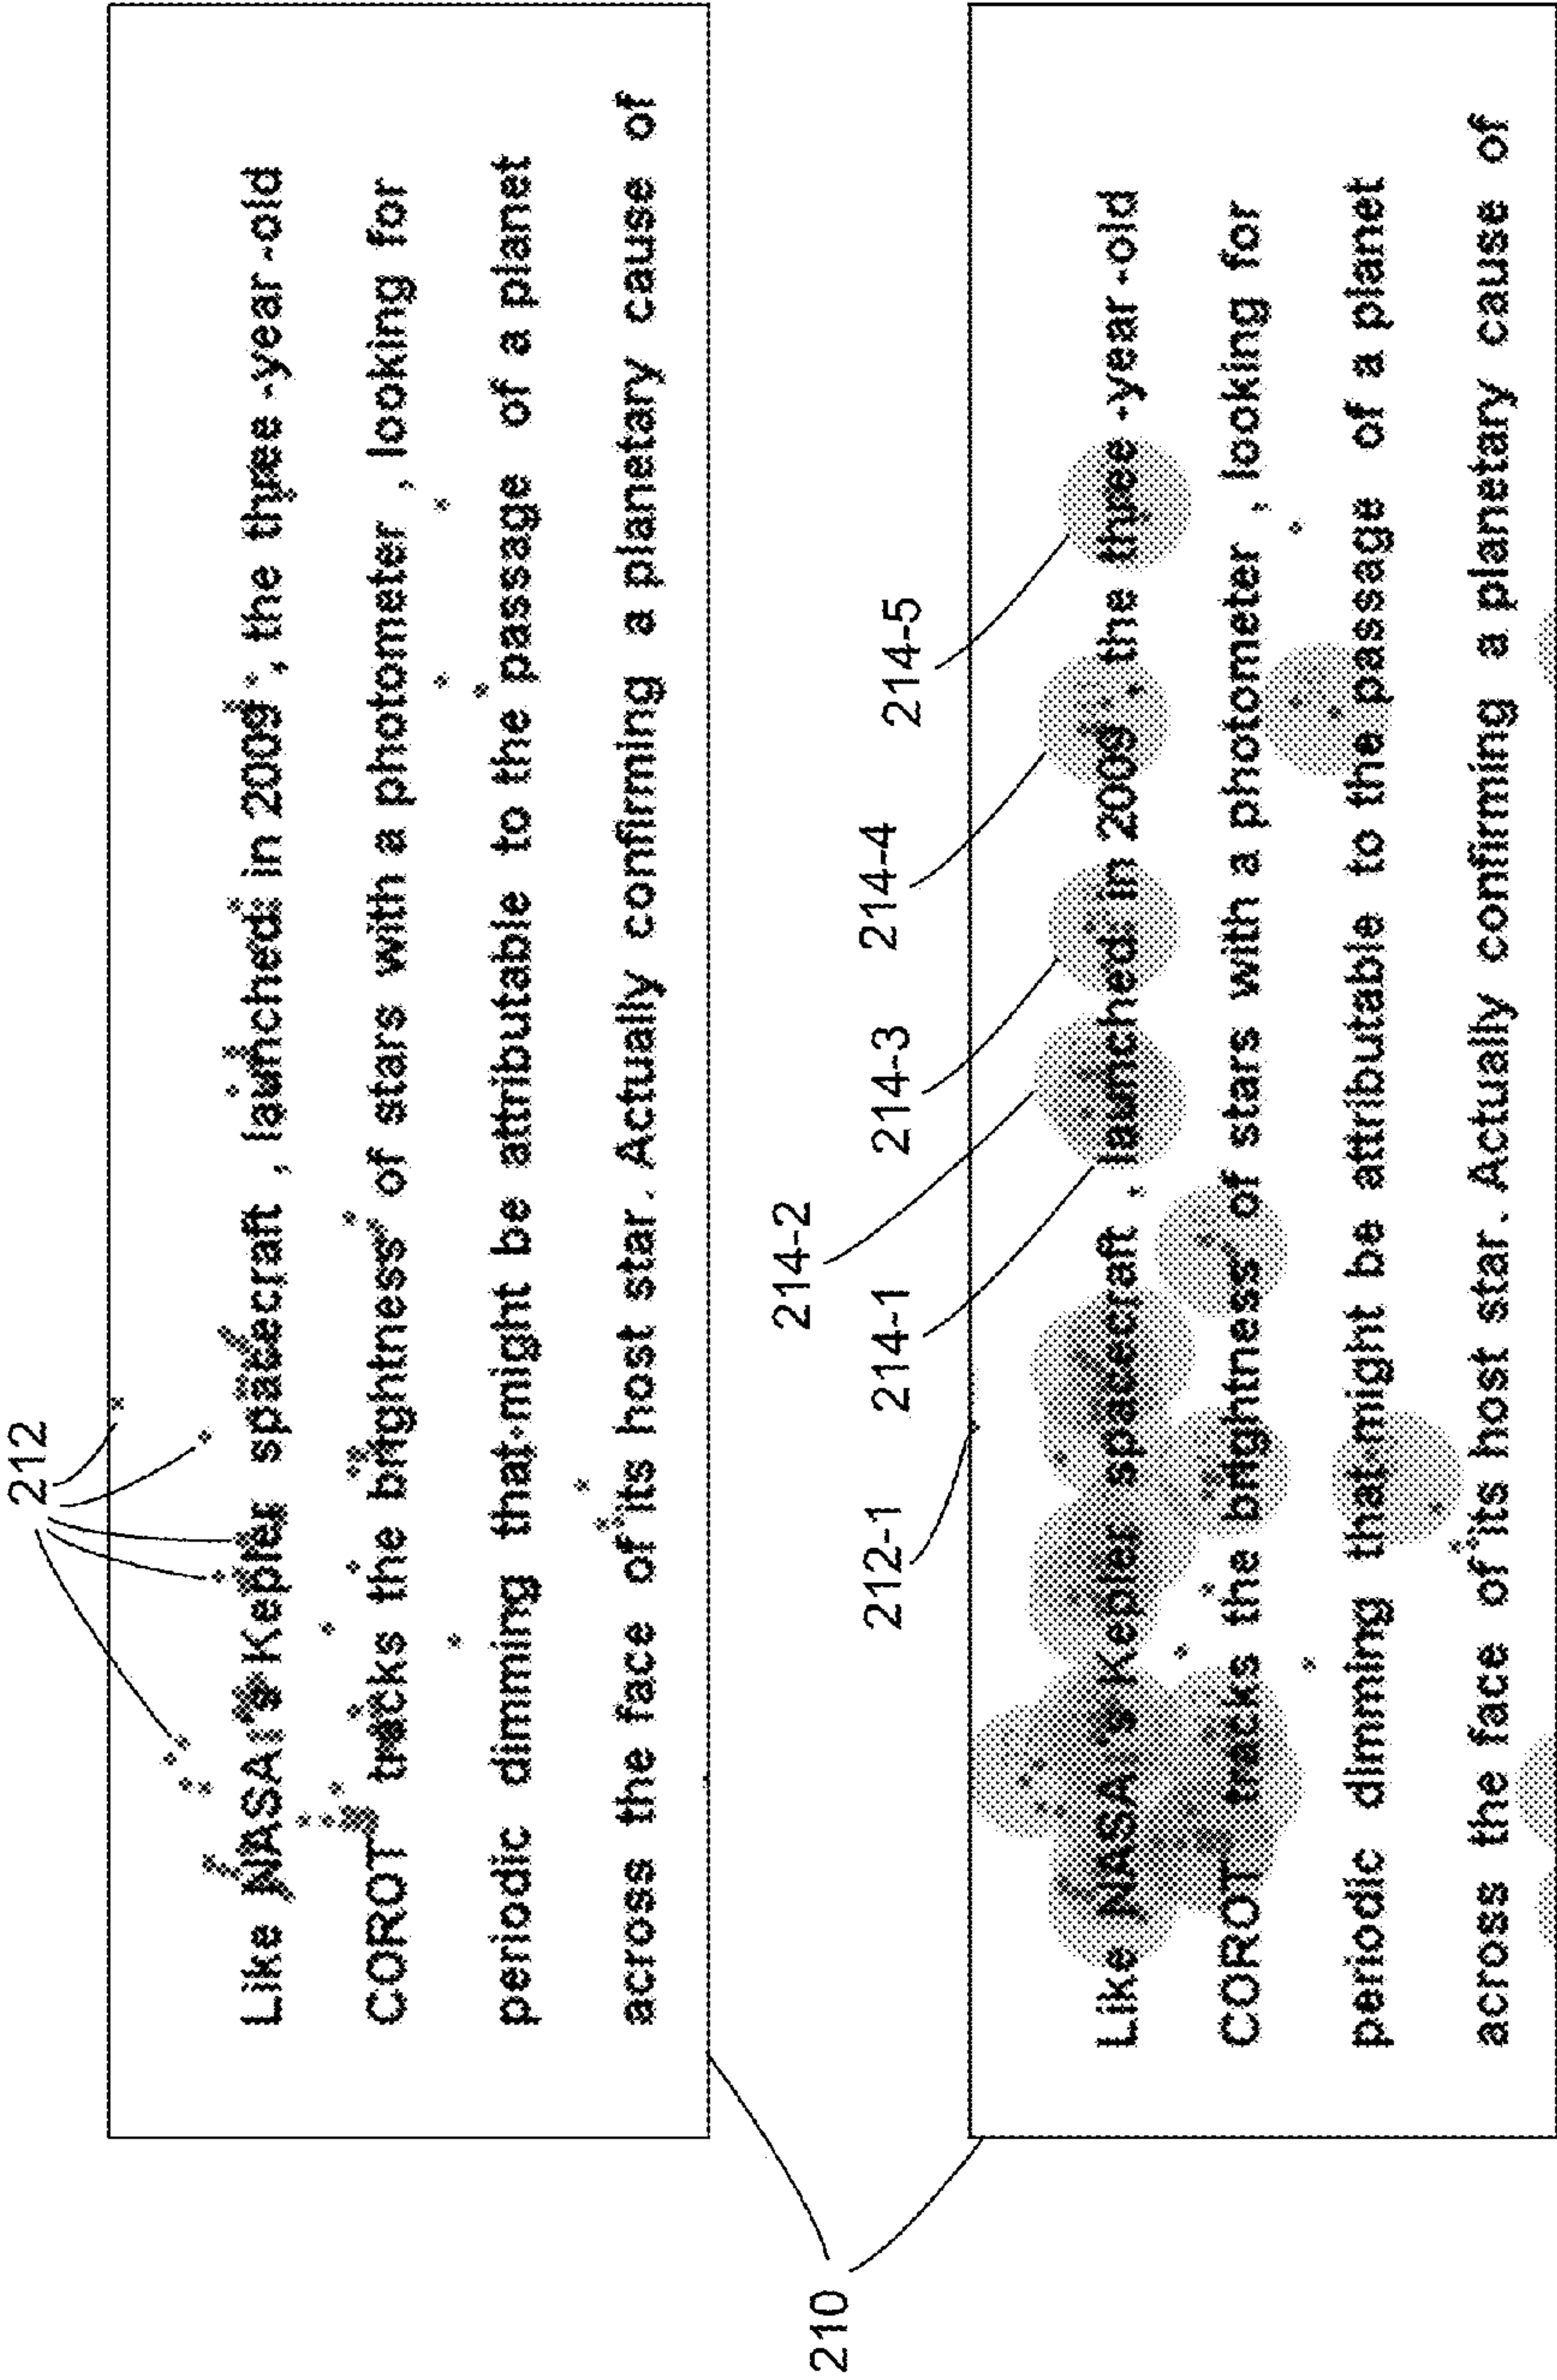 212
Like NASA's Kepler spacecraft, launched in 2009, the three-year-old
COROT tracks the brightness of stars with a photometer, looking for
periodic dimming that might be attributable to the passage of a planet
across the face of its host star. Actually confirming a planetary cause of
210
214-2
212-1 214-1 214-3 214-4 214-5
Like NASA's Kepler spacecraft, launched in 2009, the three-year-old
COROT tracks the brightness of stars with a photometer, looking for
periodic dimming that might be attributable to the passage of a planet
across the face of its host star. Actually confirming a planetary cause of